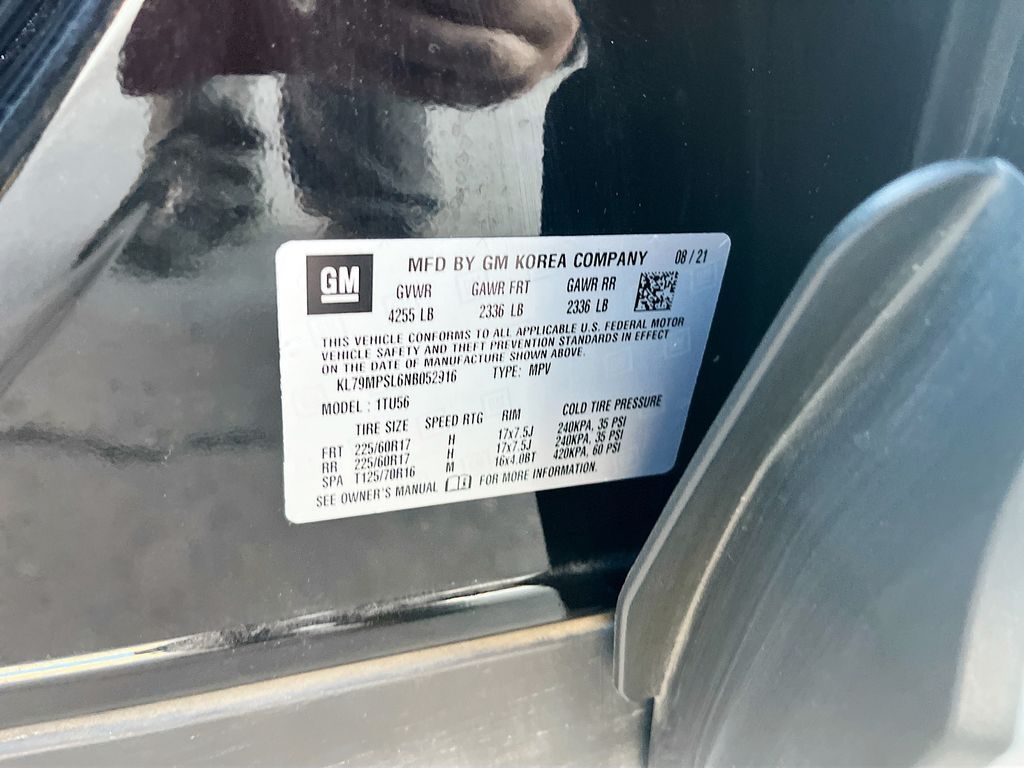 GM
MFD BY GM KOREA COMPANY 08 / 21
GVWR GAWR FRT GAWR RR
4255 LB 2336 LB 2336 LB
THIS VEHICLE CONFORMS TO ALL APPLICABLE U.S. FEDERAL MOTOR
VEHICLE SAFETY AND THEFT PREVENTION STANDARDS IN EFFECT
ON THE DATE OF MANUFACTURE SHOWN ABOVE.
KL79MPSL6NB052916 TYPE: MPV
MODEL : 1TU56
TIRE SIZE SPEED RTG RIM COLD TIRE PRESSURE
FRT 225/60R17 H 17x7.5J 240KPA, 35 PSI
RR 225/60R17 H 17x7.5J 240KPA, 35 PSI
SPA T125/70R16 M 16x4.0BT 420KPA, 60 PSI
SEE OWNER'S MANUAL FOR MORE INFORMATION.